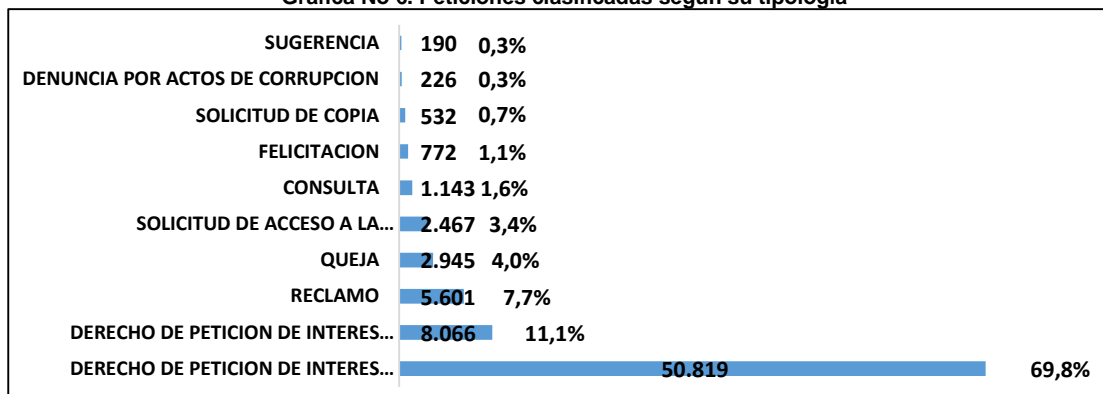 Gráfica No 6. Peticiones clasificadas según su tipología
SUGERENCIA 190 0,3%
DENUNCIA POR ACTOS DE CORRUPCION 226 0,3%
SOLICITUD DE COPIA 532 0,7%
FELICITACION 772 1,1%
CONSULTA 1.143 1,6%
SOLICITUD DE ACCESO A LA... 2.467 3,4%
QUEJA 2.945 4,0%
RECLAMO 5.601 7,7%
DERECHO DE PETICION DE INTERES... 8.066 11,1%
DERECHO DE PETICION DE INTERES... 50.819 69,8%